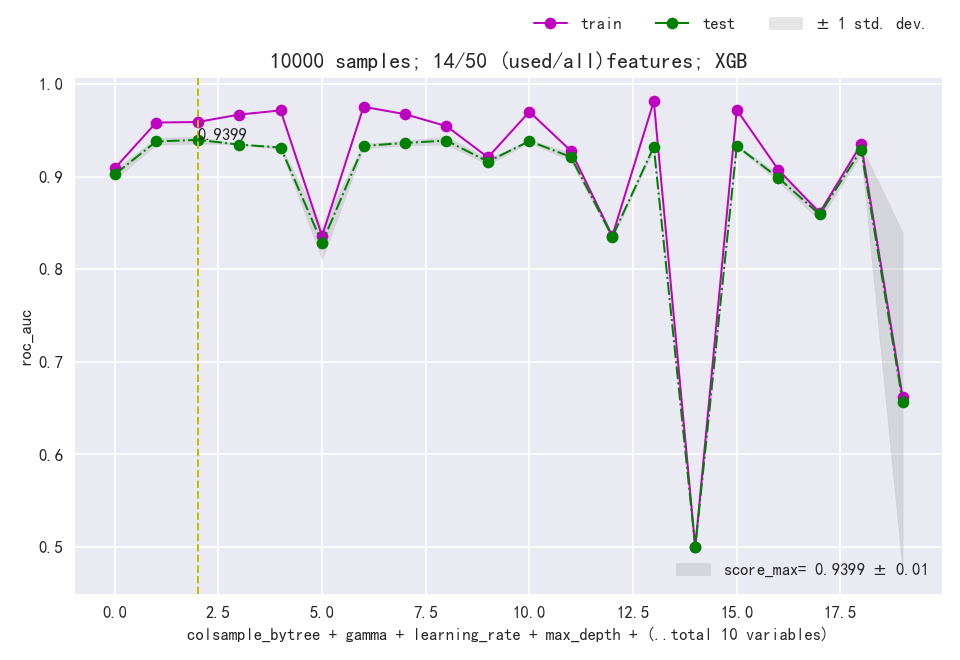 train test ± 1 std. dev.
10000 samples; 14/50 (used/all)features; XGB
1.0
0.9399
0.9
0.8
roc_auc
0.7
0.6
0.5
score_max= 0.9399 ± 0.01
0.0 2.5 5.0 7.5 10.0 12.5 15.0 17.5
colsample_bytree + gamma + learning_rate + max_depth + (..total 10 variables)